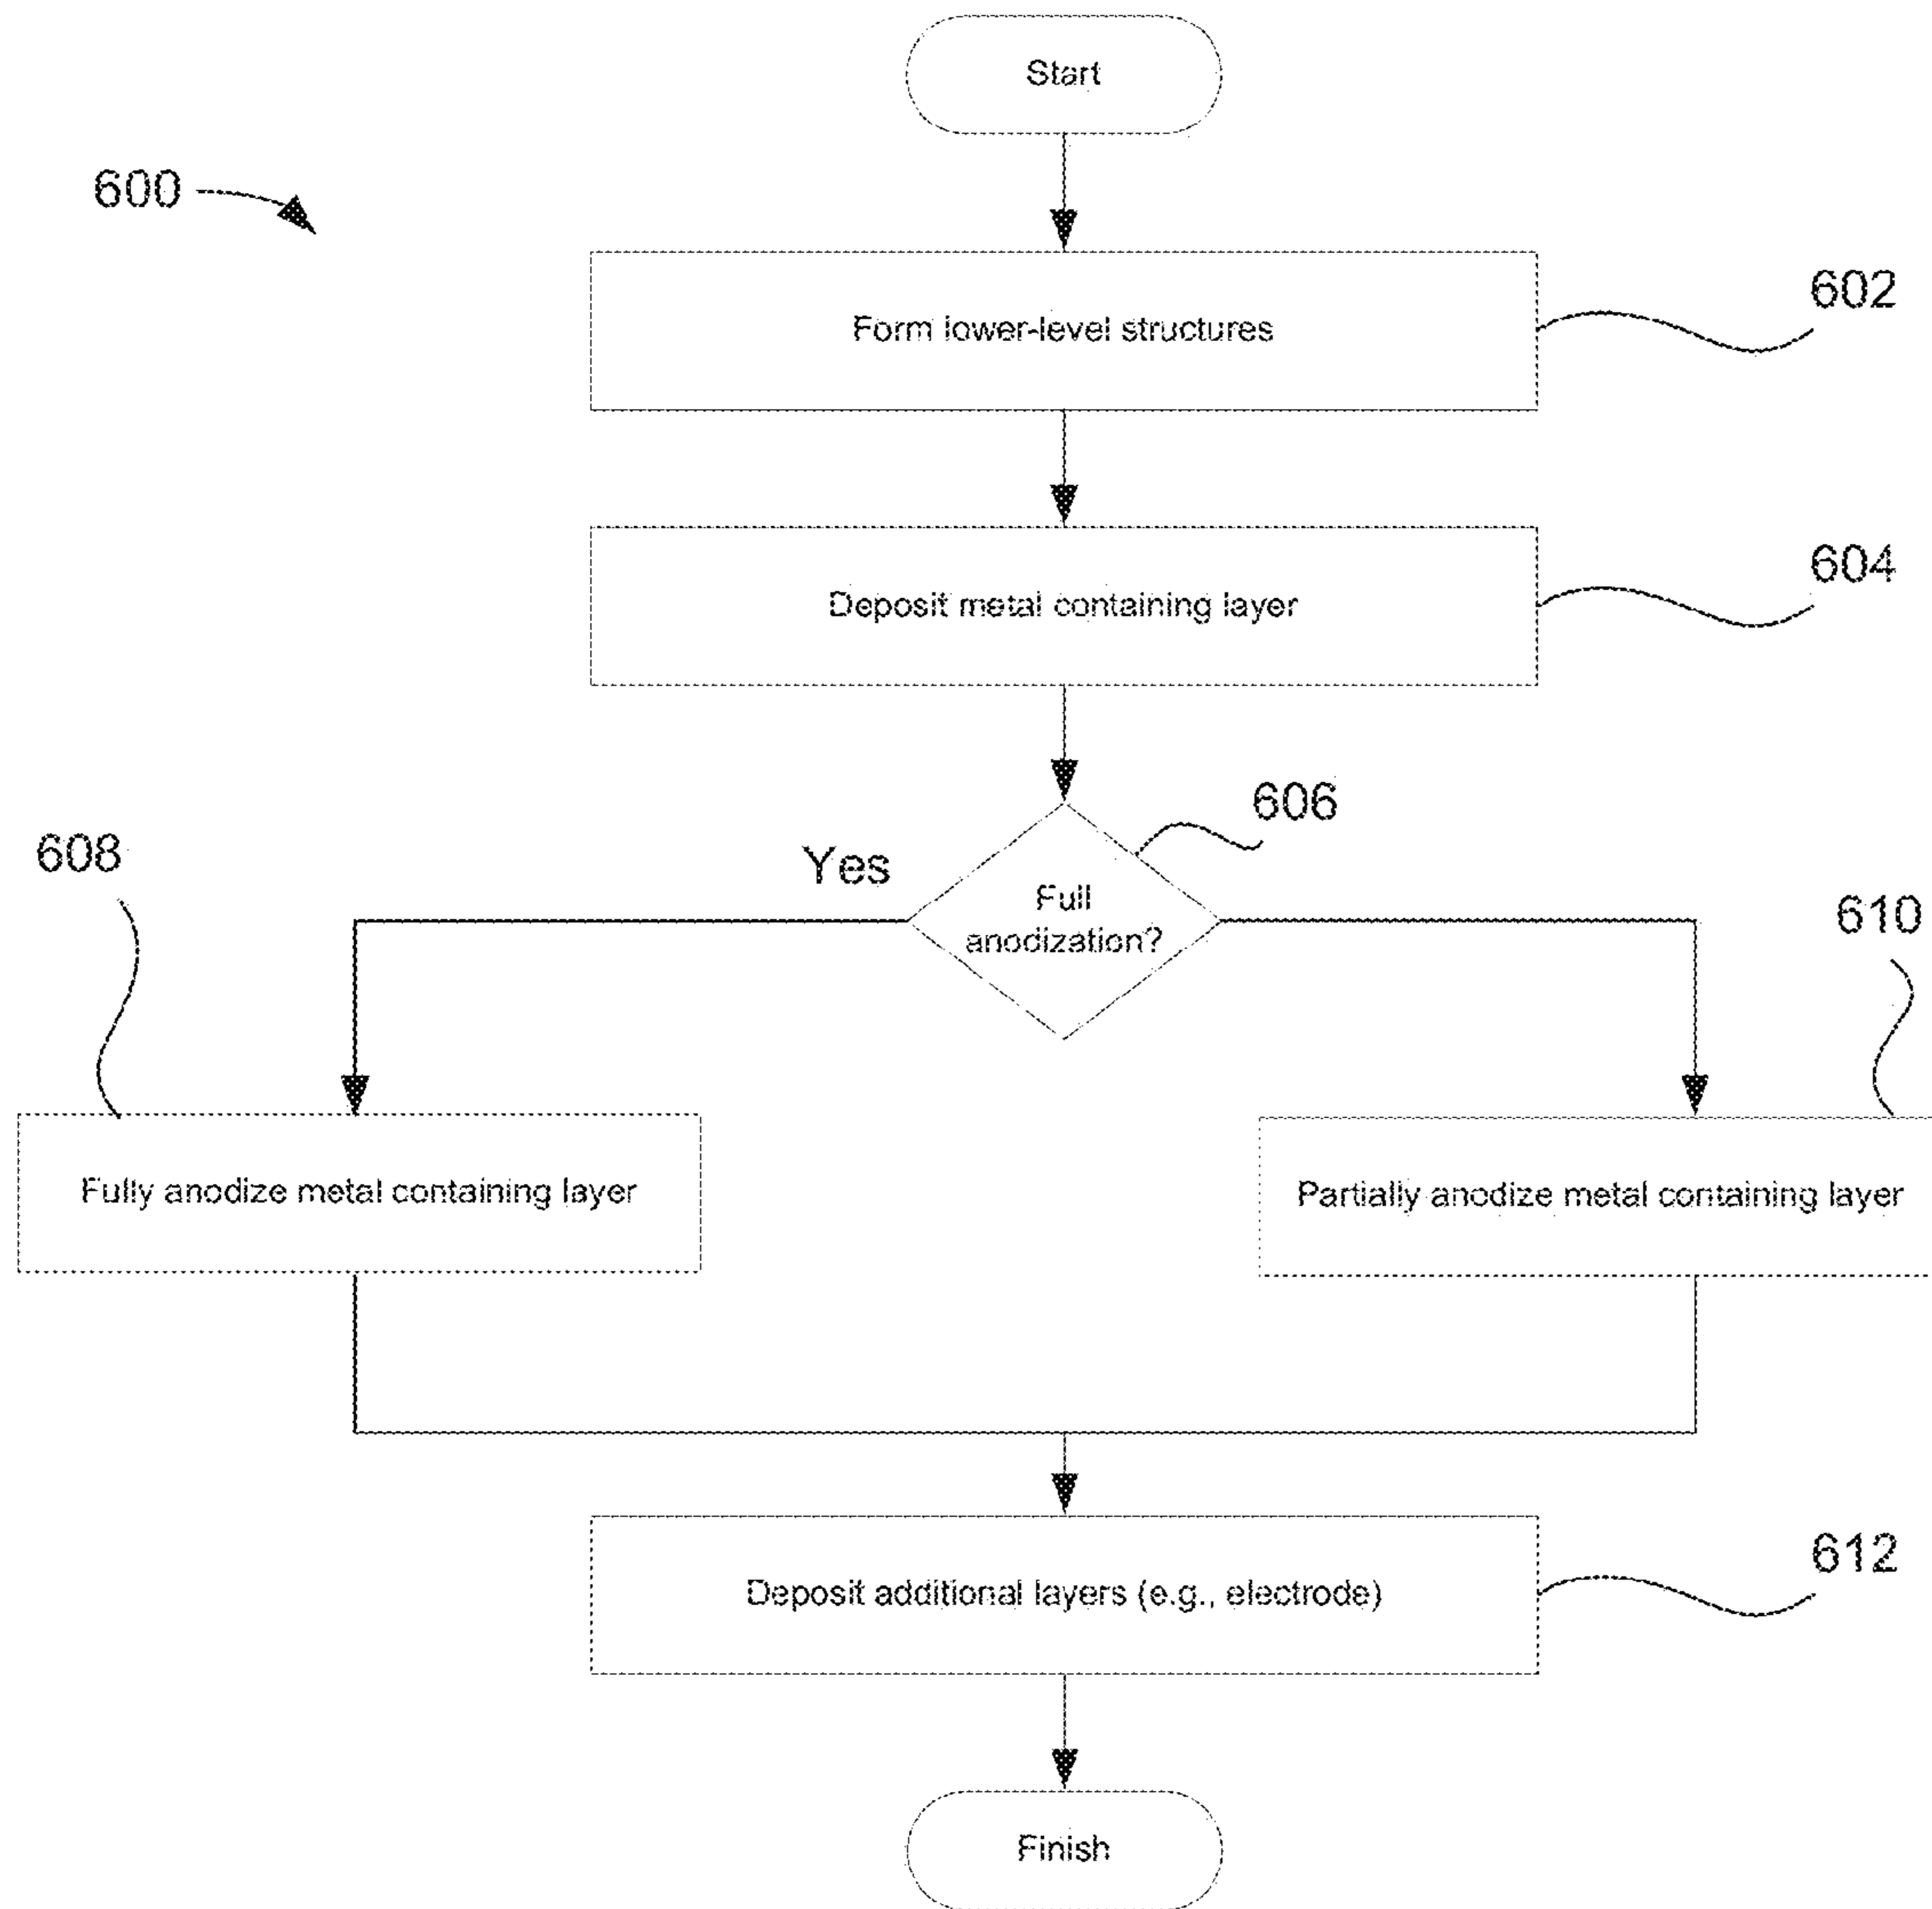 Start
600
602
Form lower-level structures
604
Deposit metal containing layer
606
608
Yes
Full
anodization?
610
Fully anodize metal containing layer
Partially anodize metal containing layer
612
Deposit additional layers (e.g., electrode)
Finish